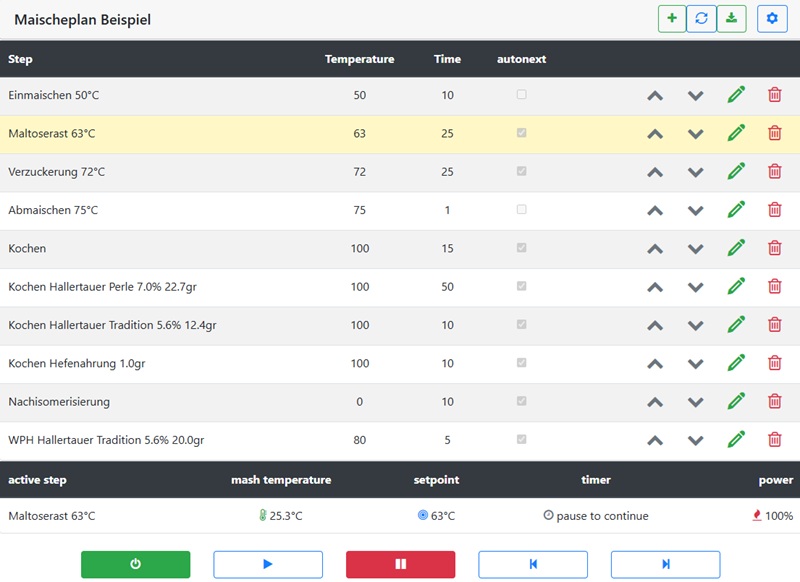 Maischeplan Beispiel
Step Temperature Time autonext
Einmaischen 50°C 50 10
Maltoserast 63°C 63 25
Verzuckerung 72°C 72 25
Abmaischen 75°C 75 1
Kochen 100 15
Kochen Hallertauer Perle 7.0% 22.7gr 100 50
Kochen Hallertauer Tradition 5.6% 12.4gr 100 10
Kochen Hefenahrung 1.0gr 100 10
Nachisomerisierung 0 10
WPH Hallertauer Tradition 5.6% 20.0gr 80 5
active step mash temperature setpoint timer power
Maltoserast 63°C 25.3°C 63°C pause to continue 100%